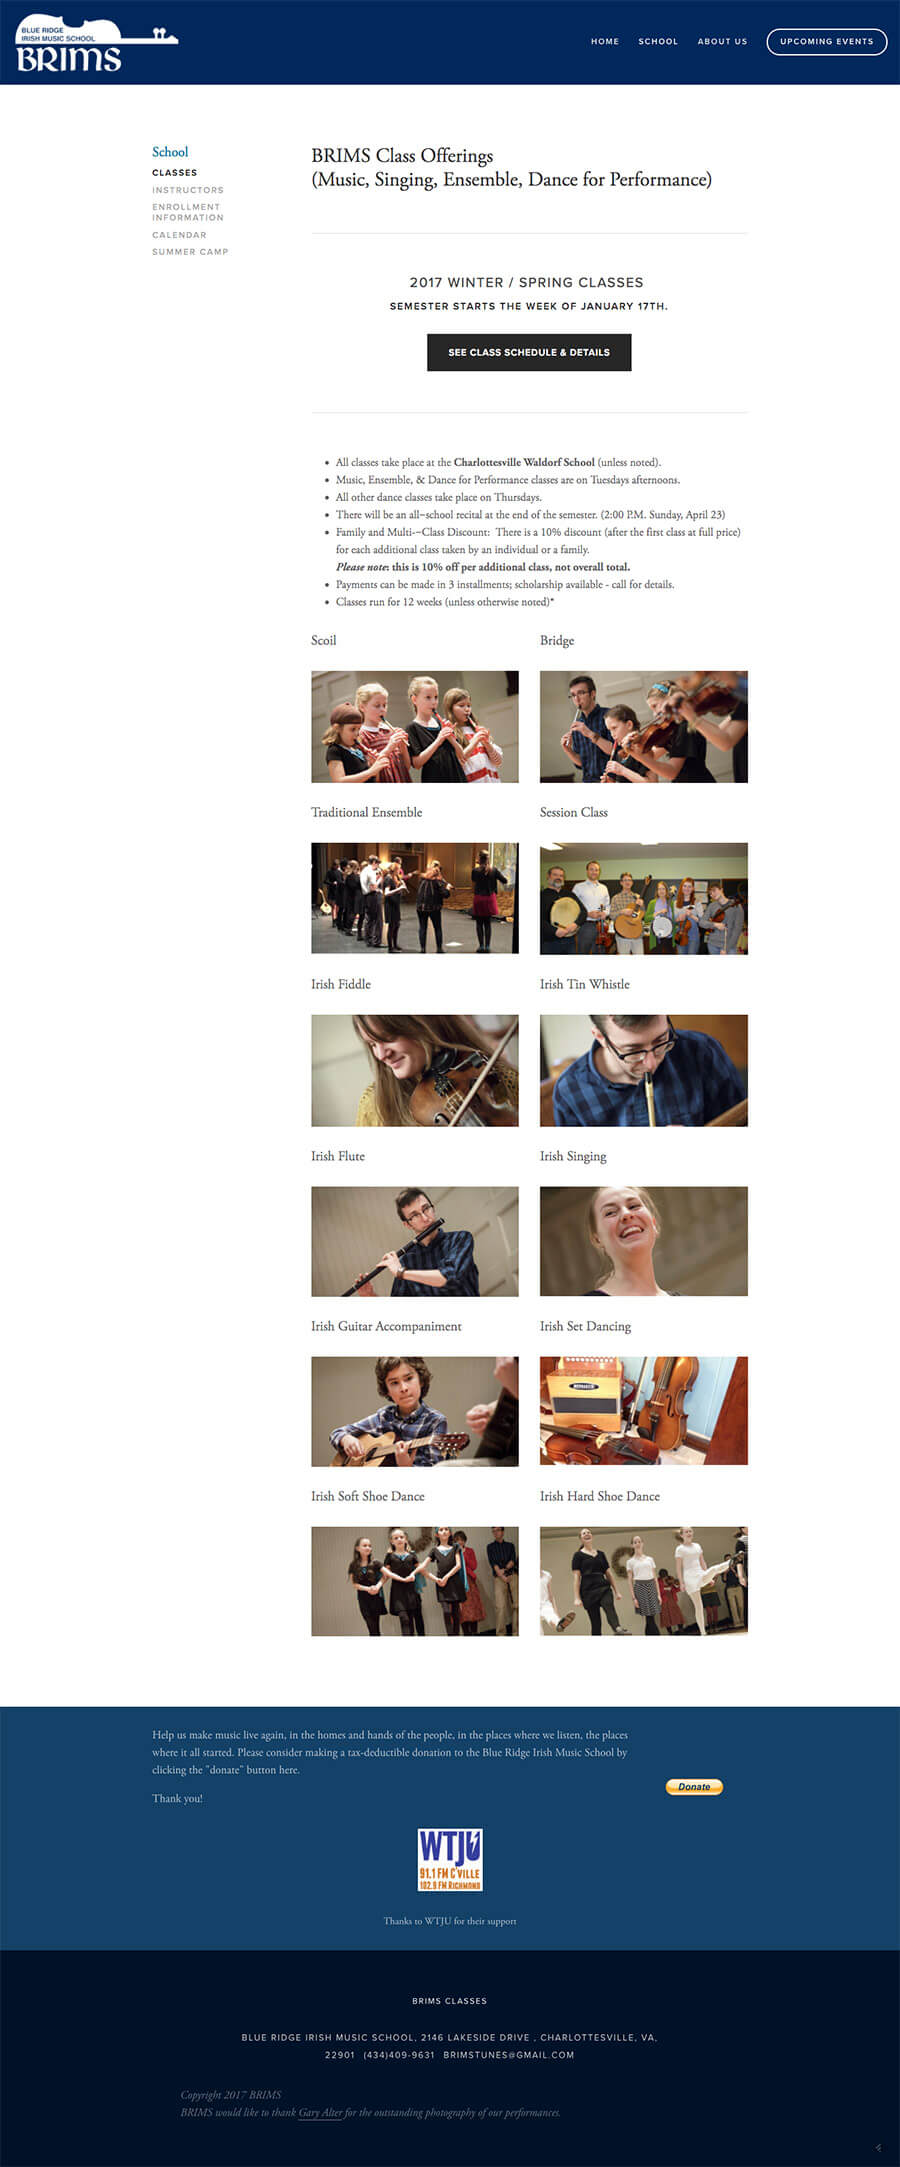 BLUE RIDGE
IRISH MUSIC SCHOOL
BRIMS
HOME
SCHOOL
ABOUT US
UPCOMING EVENTS
School
CLASSES
INSTRUCTORS
ENROLLMENT
INFORMATION
CALENDAR
SUMMER CAMP
BRIMS Class Offerings
(Music, Singing, Ensemble, Dance for Performance)
2017 WINTER / SPRING CLASSES
SEMESTER STARTS THE WEEK OF JANUARY 17TH.
SEE CLASS SCHEDULE & DETAILS
• All classes take place at the Charlottesville Waldorf School (unless noted).
• Music, Ensemble, & Dance for Performance classes are on Tuesdays afternoons.
• All other dance classes take place on Thursdays.
• There will be an all-school recital at the end of the semester. (2:00 P.M. Sunday, April 23)
• Family and Multi-–Class Discount: There is a 10% discount (after the first class at full price)
for each additional class taken by an individual or a family.
Please note: this is 10% off per additional class, not overall total.
• Payments can be made in 3 installments; scholarship available - call for details.
• Classes run for 12 weeks (unless otherwise noted)*
Scoil
Bridge
Traditional Ensemble
Session Class
Irish Fiddle
Irish Tin Whistle
Irish Flute
Irish Singing
Irish Guitar Accompaniment
Irish Set Dancing
Irish Soft Shoe Dance
Irish Hard Shoe Dance
Help us make music live again, in the homes and hands of the people, in the places where we listen, the places
where it all started. Please consider making a tax-deductible donation to the Blue Ridge Irish Music School by
clicking the "donate" button here.
Thank you!
Donate
WTJU
91.1 FM C'VILLE
102.9 FM RICHMOND
Thanks to WTJU for their support
BRIMS CLASSES
BLUE RIDGE IRISH MUSIC SCHOOL, 2146 LAKESIDE DRIVE , CHARLOTTESVILLE, VA,
22901 (434)409-9631 BRIMSTUNES@GMAIL.COM
Copyright 2017 BRIMS
BRIMS would like to thank Gary Alter for the outstanding photography of our performances.